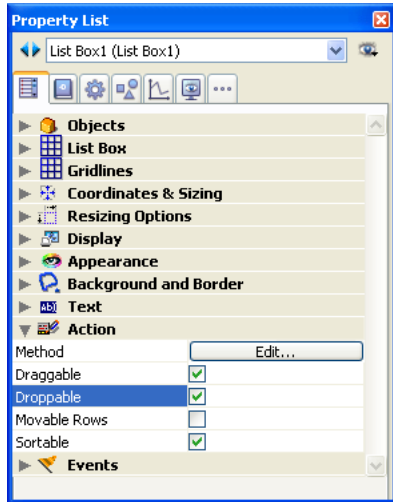 Property List
List Box1 (List Box1)
Objects
List Box
Gridlines
Coordinates & Sizing
Resizing Options
Display
Appearance
Background and Border
Text
Action
Method Edit...
Draggable
Droppable
Movable Rows
Sortable
Events